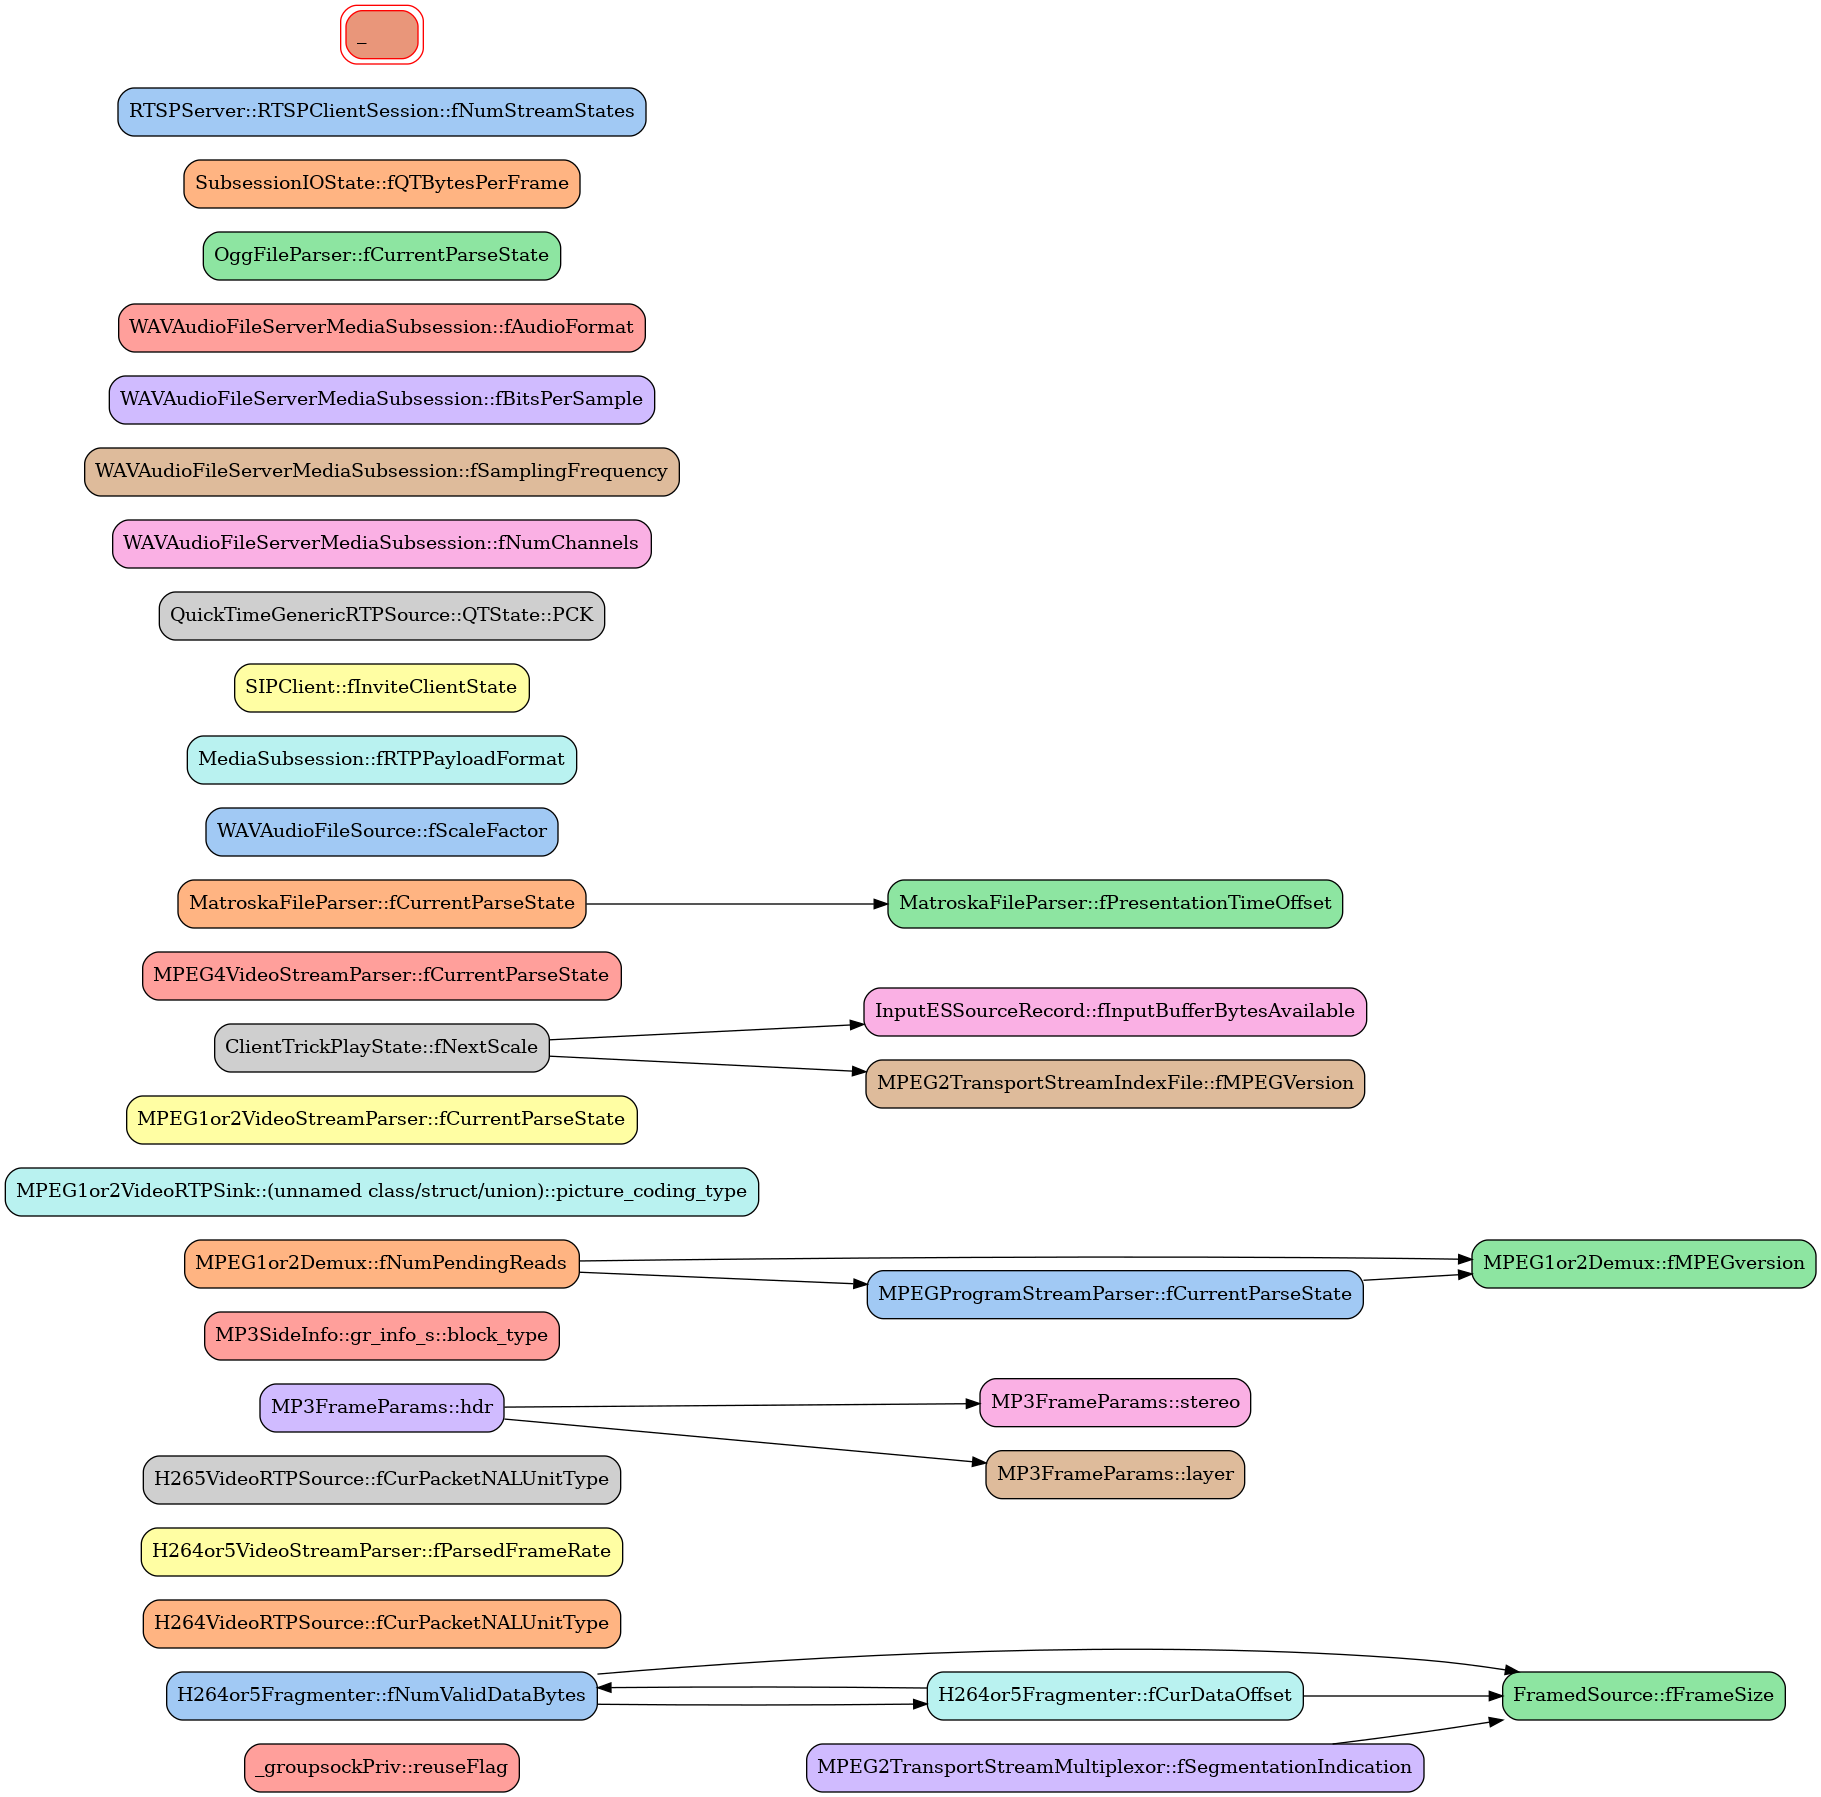 _
RTSPServer::RTSPClientSession::fNumStreamStates
SubsessionIOState::fQTBytesPerFrame
OggFileParser::fCurrentParseState
WAVAudioFileServerMediaSubsession::fAudioFormat
WAVAudioFileServerMediaSubsession::fBitsPerSample
WAVAudioFileServerMediaSubsession::fSamplingFrequency
WAVAudioFileServerMediaSubsession::fNumChannels
QuickTimeGenericRTPSource::QTState::PCK
SIPClient::fInviteClientState
MediaSubsession::fRTPPayloadFormat
WAVAudioFileSource::fScaleFactor
MatroskaFileParser::fCurrentParseState
MatroskaFileParser::fPresentationTimeOffset
MPEG4VideoStreamParser::fCurrentParseState
InputESSourceRecord::fInputBufferBytesAvailable
ClientTrickPlayState::fNextScale
MPEG2TransportStreamIndexFile::fMPEGVersion
MPEG1or2VideoStreamParser::fCurrentParseState
MPEG1or2VideoRTPSink::(unnamed class/struct/union)::picture_coding_type
MPEG1or2Demux::fNumPendingReads
MPEG1or2Demux::fMPEGversion
MPEGProgramStreamParser::fCurrentParseState
MP3SideInfo::gr_info_s::block_type
MP3FrameParams::hdr
MP3FrameParams::stereo
MP3FrameParams::layer
H265VideoRTPSource::fCurPacketNALUnitType
H264or5VideoStreamParser::fParsedFrameRate
H264VideoRTPSource::fCurPacketNALUnitType
H264or5Fragmenter::fNumValidDataBytes
H264or5Fragmenter::fCurDataOffset
FramedSource::fFrameSize
_groupsockPriv::reuseFlag
MPEG2TransportStreamMultiplexor::fSegmentationIndication